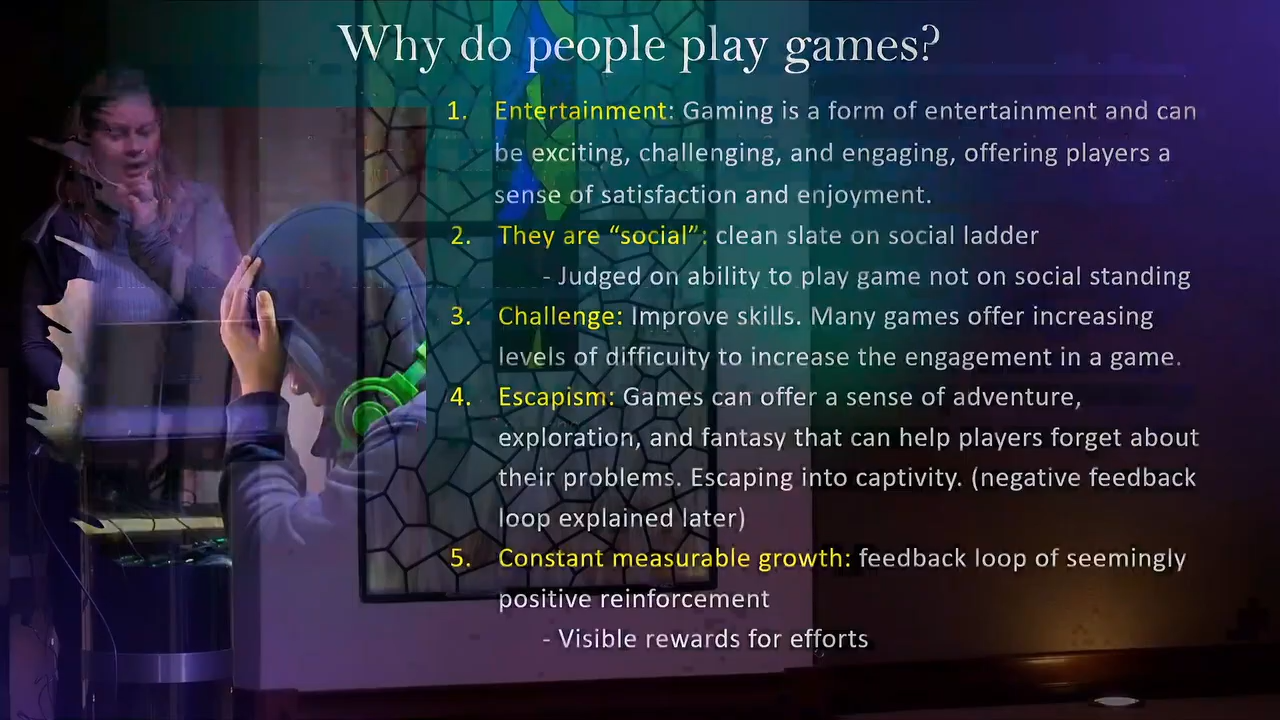 Why do people play games?
1. Entertainment: Gaming is a form of entertainment and can
be exciting, challenging, and engaging, offering players a
sense of satisfaction and enjoyment.
2. They are “social”: clean slate on social ladder
- Judged on ability to play game not on social standing
3. Challenge: Improve skills. Many games offer increasing
levels of difficulty to increase the engagement in a game.
4. Escapism: Games can offer a sense of adventure,
exploration, and fantasy that can help players forget about
their problems. Escaping into captivity. (negative feedback
loop explained later)
5. Constant measurable growth: feedback loop of seemingly
positive reinforcement
- Visible rewards for efforts